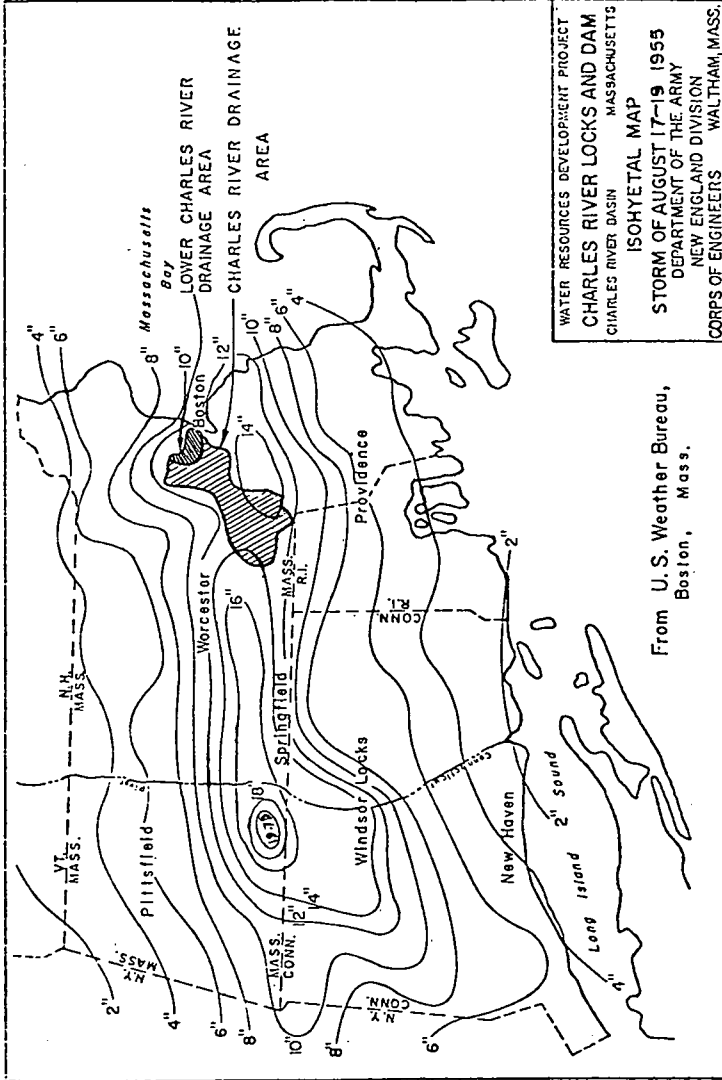 4"
6"
8"
Massachusetts
Bay
10"
LOWER CHARLES RIVER
DRAINAGE AREA
Boston
12"
CHARLES RIVER DRAINAGE
AREA
14"
10"
8"
6"
4"
N.H.
MASS.
VT.
MASS.
River
Pittsfield
Worcester
16"
18"
19.75
Springfield
MASS.
R.I.
Providence
CONN.
R.I.
Windsor Locks
Connecticut
New Haven
2"
2"
Sound
Long Island
4"
N.Y.
MASS.
2"
4"
6"
8"
12"
14"
MASS.
CONN.
10"
8"
N.Y.
CONN.
6"
From U.S. Weather Bureau,
Boston, Mass.
WATER RESOURCES DEVELOPMENT PROJECT
CHARLES RIVER LOCKS AND DAM
CHARLES RIVER BASIN MASSACHUSETTS
ISOHYETAL MAP
STORM OF AUGUST 17-19 1955
DEPARTMENT OF THE ARMY
NEW ENGLAND DIVISION
CORPS OF ENGINEERS WALTHAM, MASS.